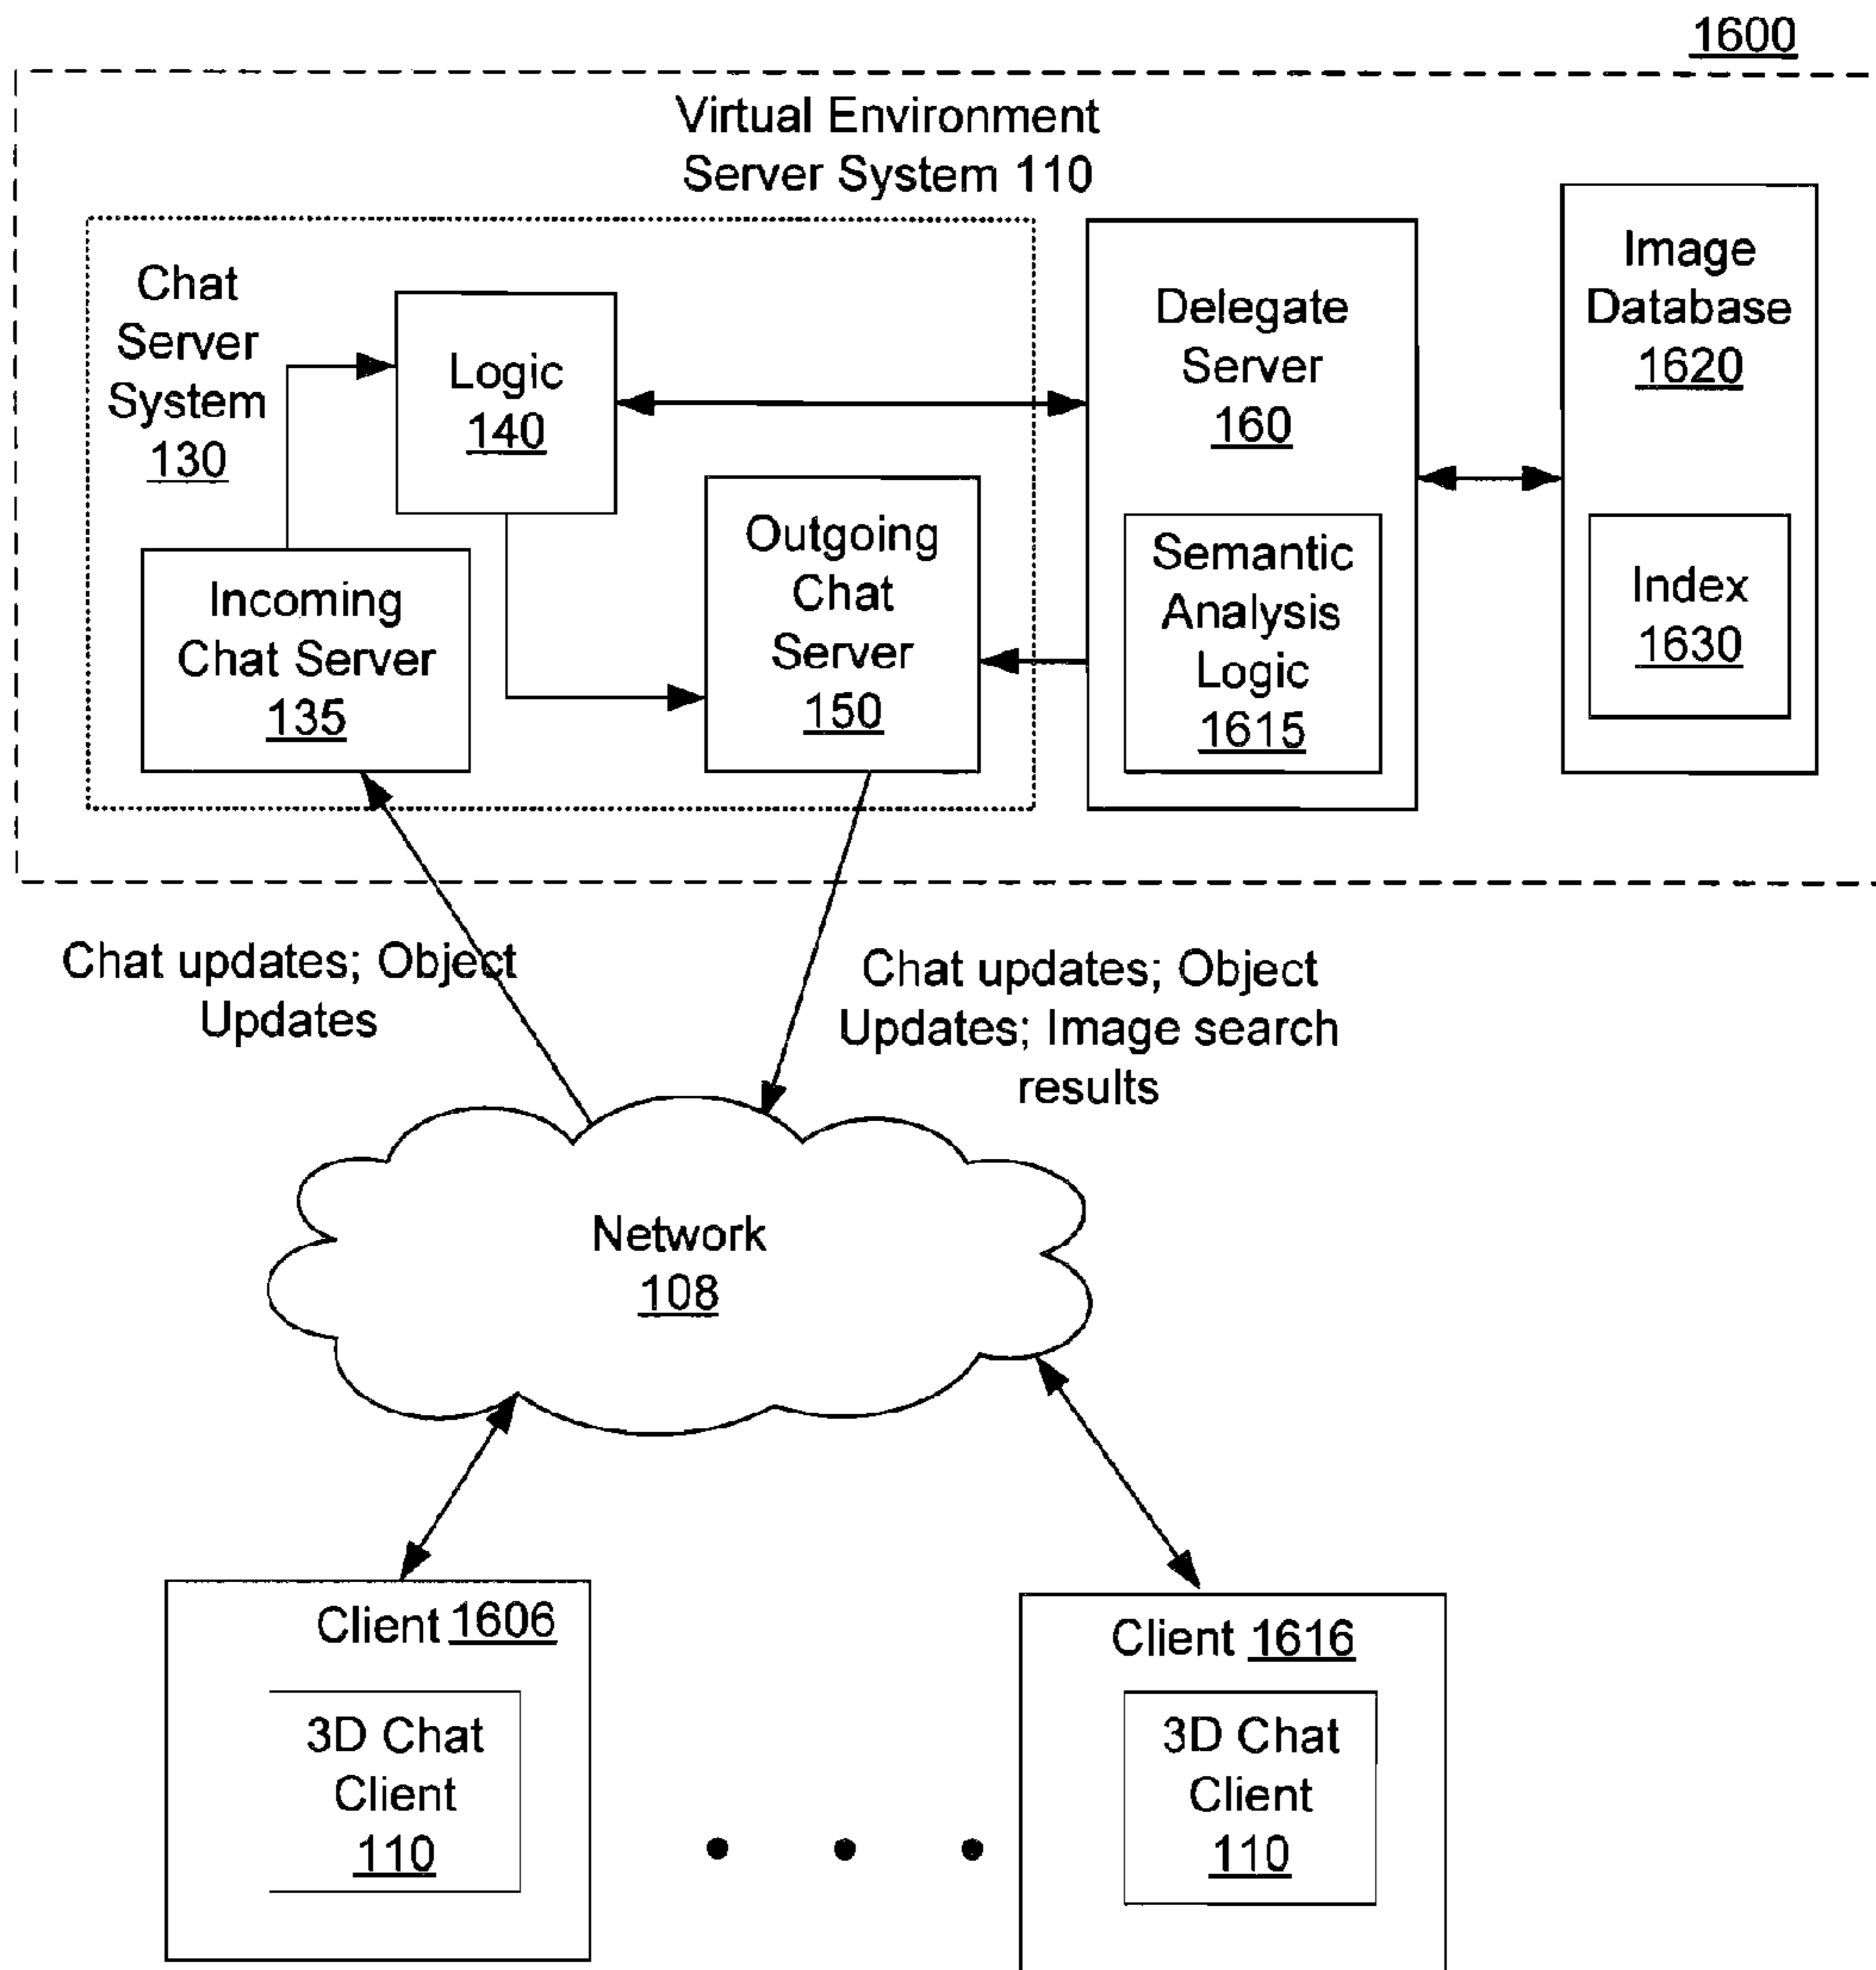 1600
Virtual Environment
Server System 110
Chat
Server
System
130
Logic
140
Incoming
Chat Server
135
Outgoing
Chat
Server
150
Delegate
Server
160
Semantic
Analysis
Logic
1615
Image
Database
1620
Index
1630
Chat updates; Object
Updates
Chat updates; Object
Updates; Image search
results
Network
108
Client 1606
3D Chat
Client
110
Client 1616
3D Chat
Client
110